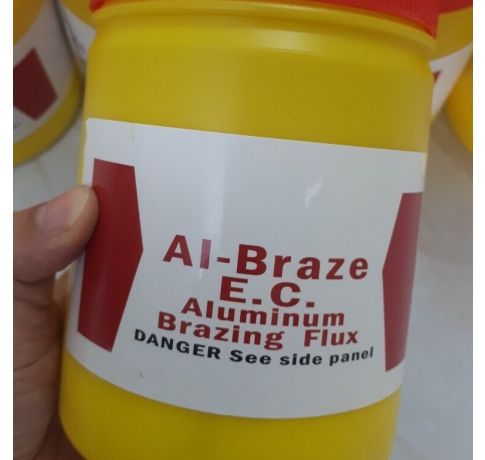 Al-Braze
E.C.
Aluminum
Brazing Flux
DANGER See side panel